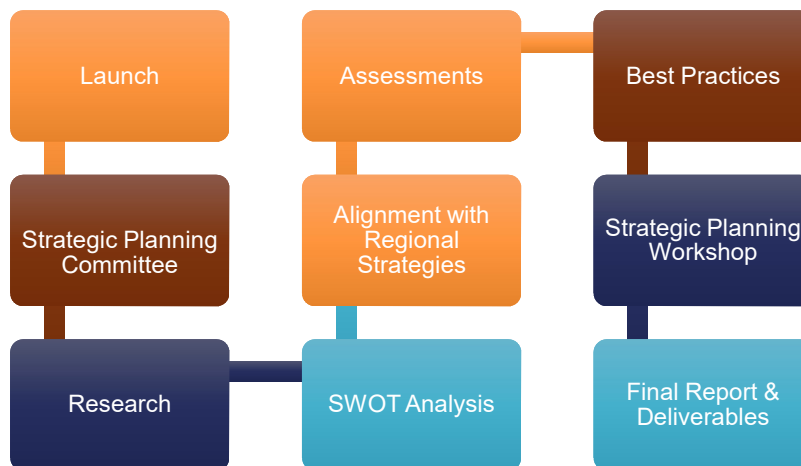 Launch
Strategic Planning
Committee
Research
SWOT Analysis
Alignment with
Regional
Strategies
Assessments
Best Practices
Strategic Planning
Workshop
Final Report &
Deliverables